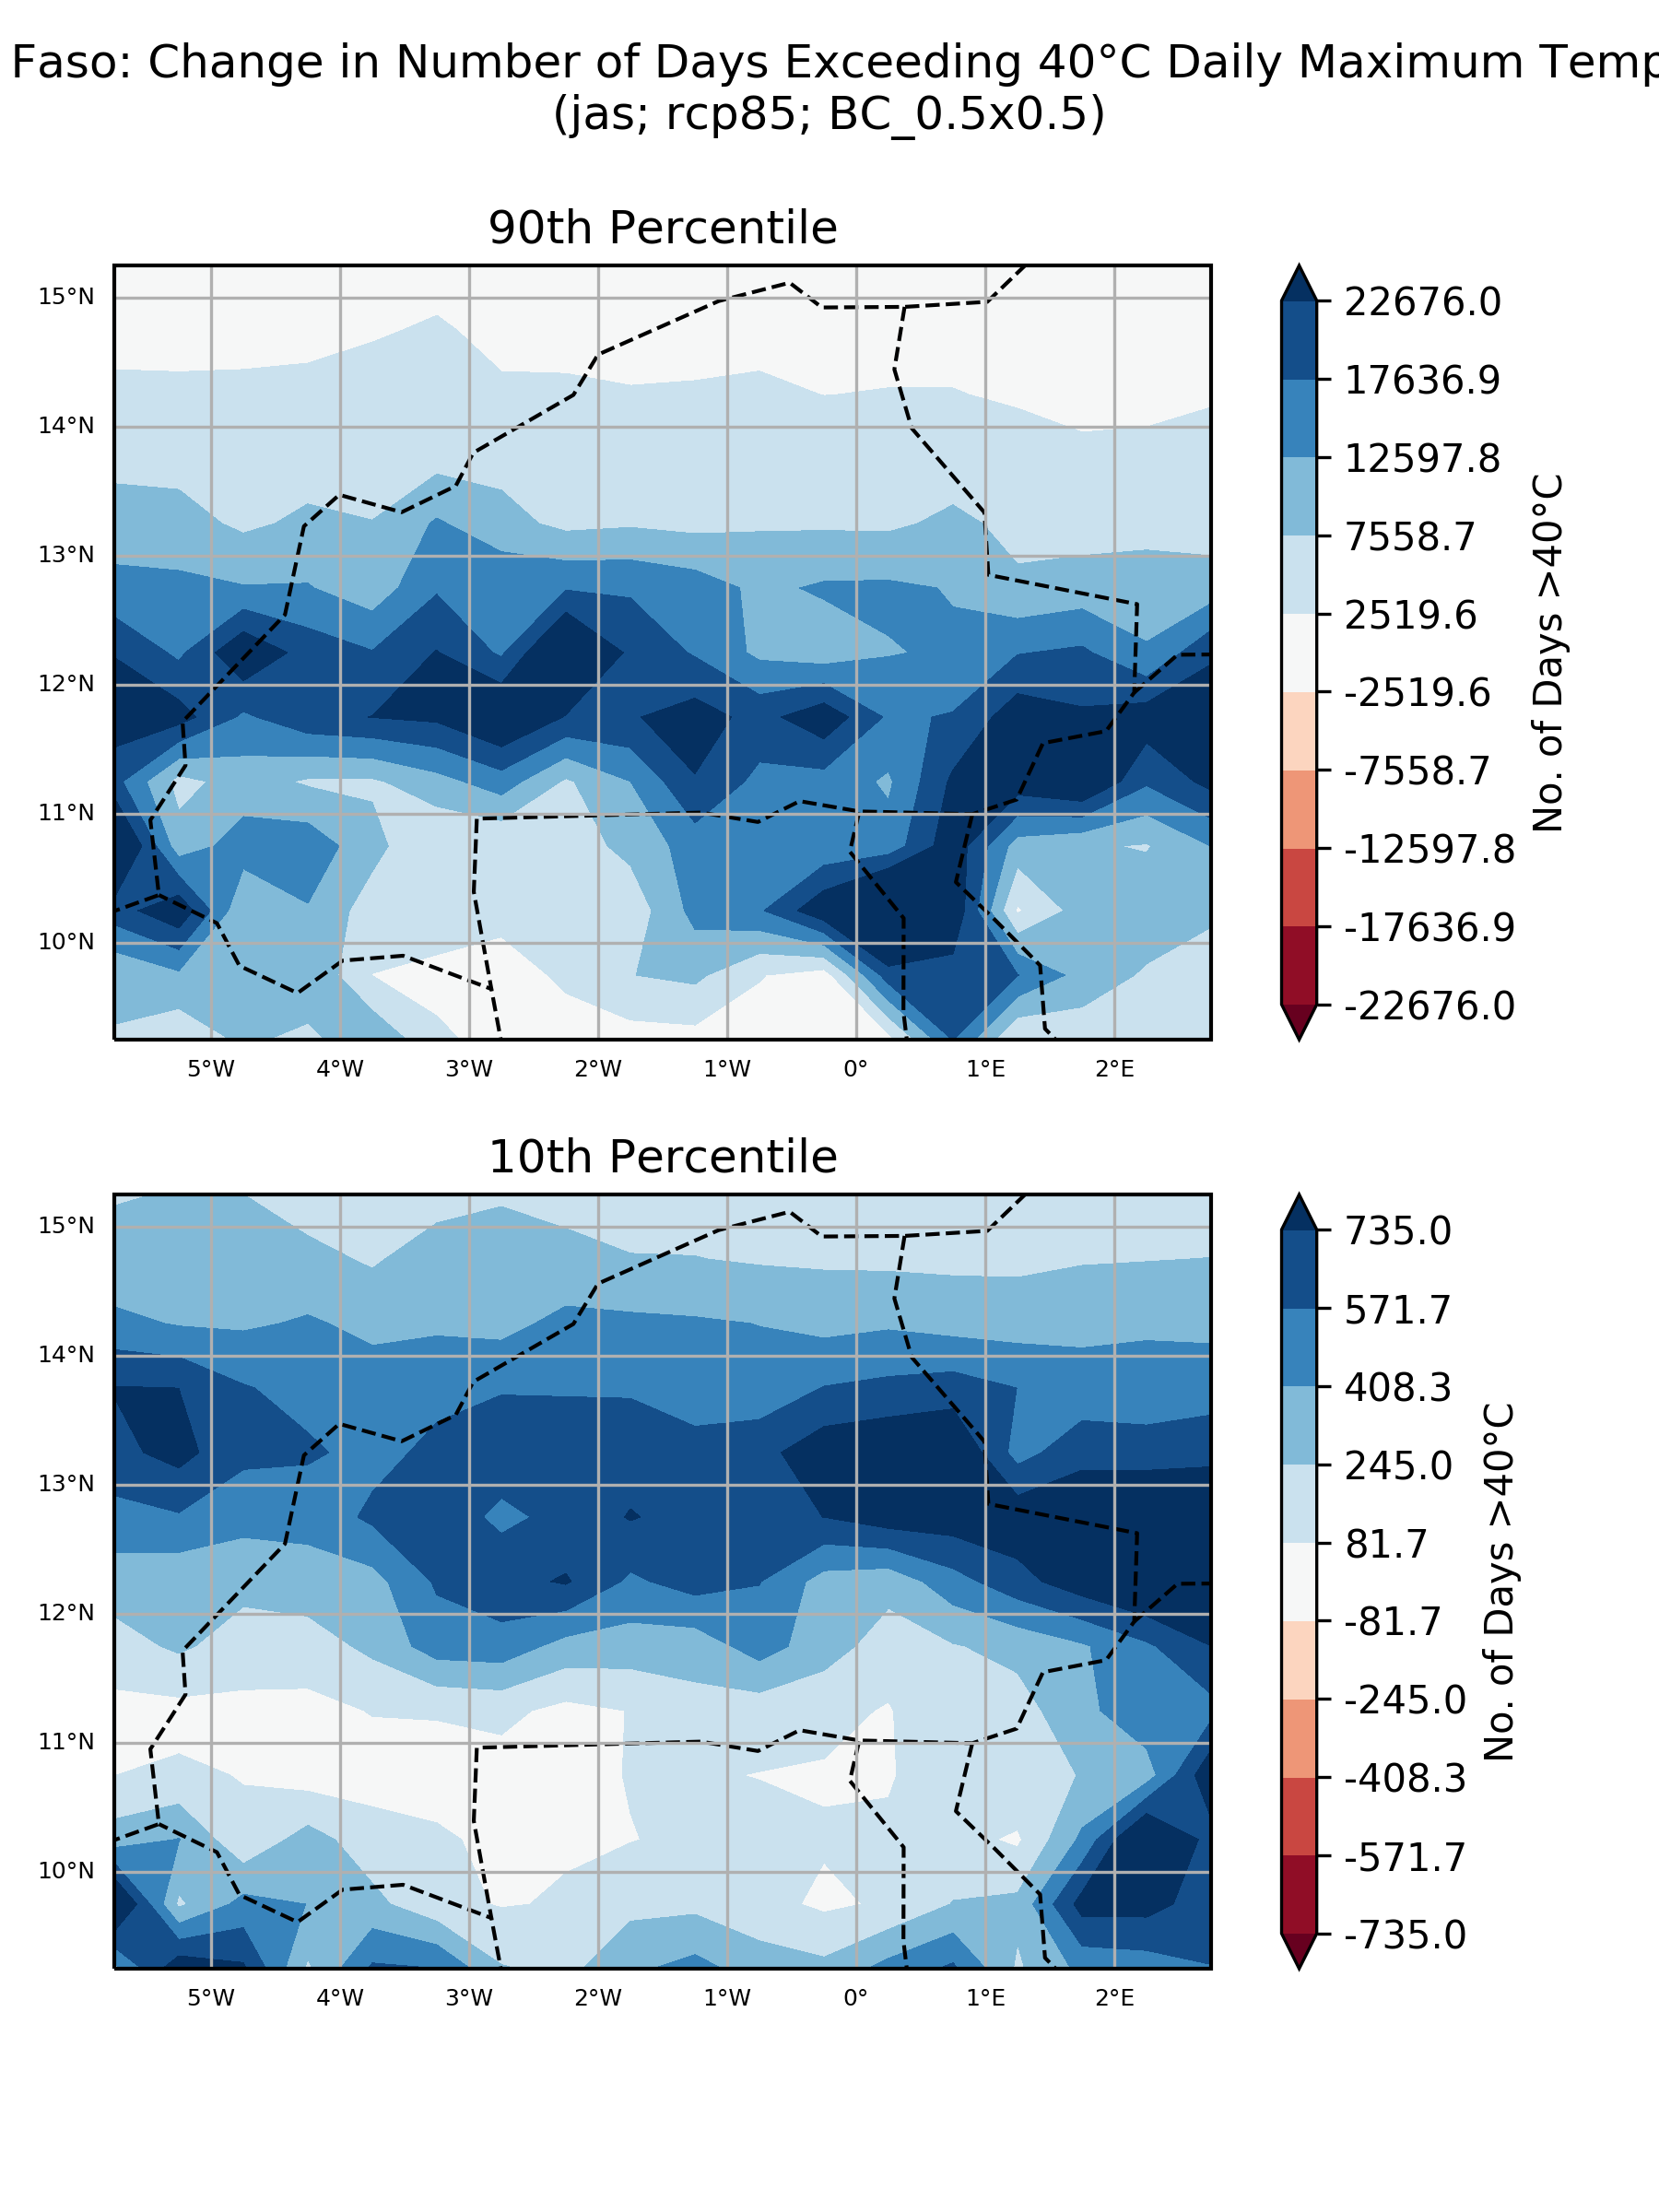 Faso: Change in Number of Days Exceeding 40°C Daily Maximum Temp
(jas; rcp85; BC_0.5x0.5)
90th Percentile
15°N
14°N
13°N
12°N
11°N
10°N
5°W 4°W 3°W 2°W 1°W 0° 1°E 2°E
22676.0
17636.9
12597.8
7558.7
2519.6
-2519.6
-7558.7
-12597.8
-17636.9
-22676.0
No. of Days >40°C
10th Percentile
15°N
14°N
13°N
12°N
11°N
10°N
5°W 4°W 3°W 2°W 1°W 0° 1°E 2°E
735.0
571.7
408.3
245.0
81.7
-81.7
-245.0
-408.3
-571.7
-735.0
No. of Days >40°C